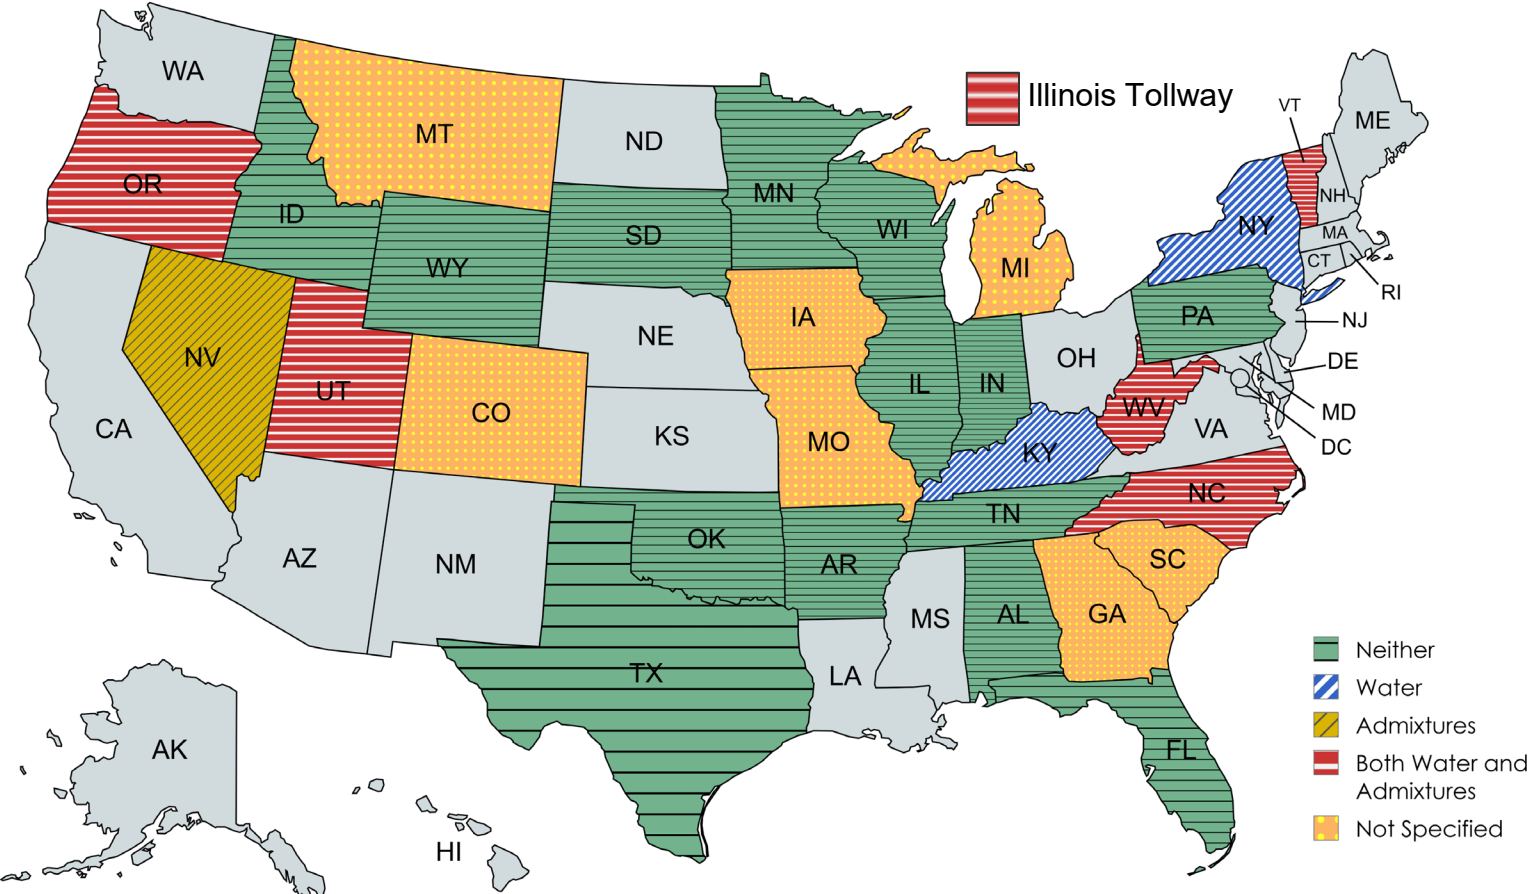 WA
MT
ND
MN
ME
VT
Illinois Tollway
OR
ID
SD
WI
NH
NY
MA
CT
RI
WY
MI
PA
NJ
NV
NE
IA
OH
DE
UT
CO
IL
IN
MD
CA
KS
MO
WV
VA
DC
KY
NC
TN
OK
AZ
NM
AR
SC
MS
AL
GA
TX
LA
FL
AK
HI
Neither
Water
Admixtures
Both Water and
Admixtures
Not Specified